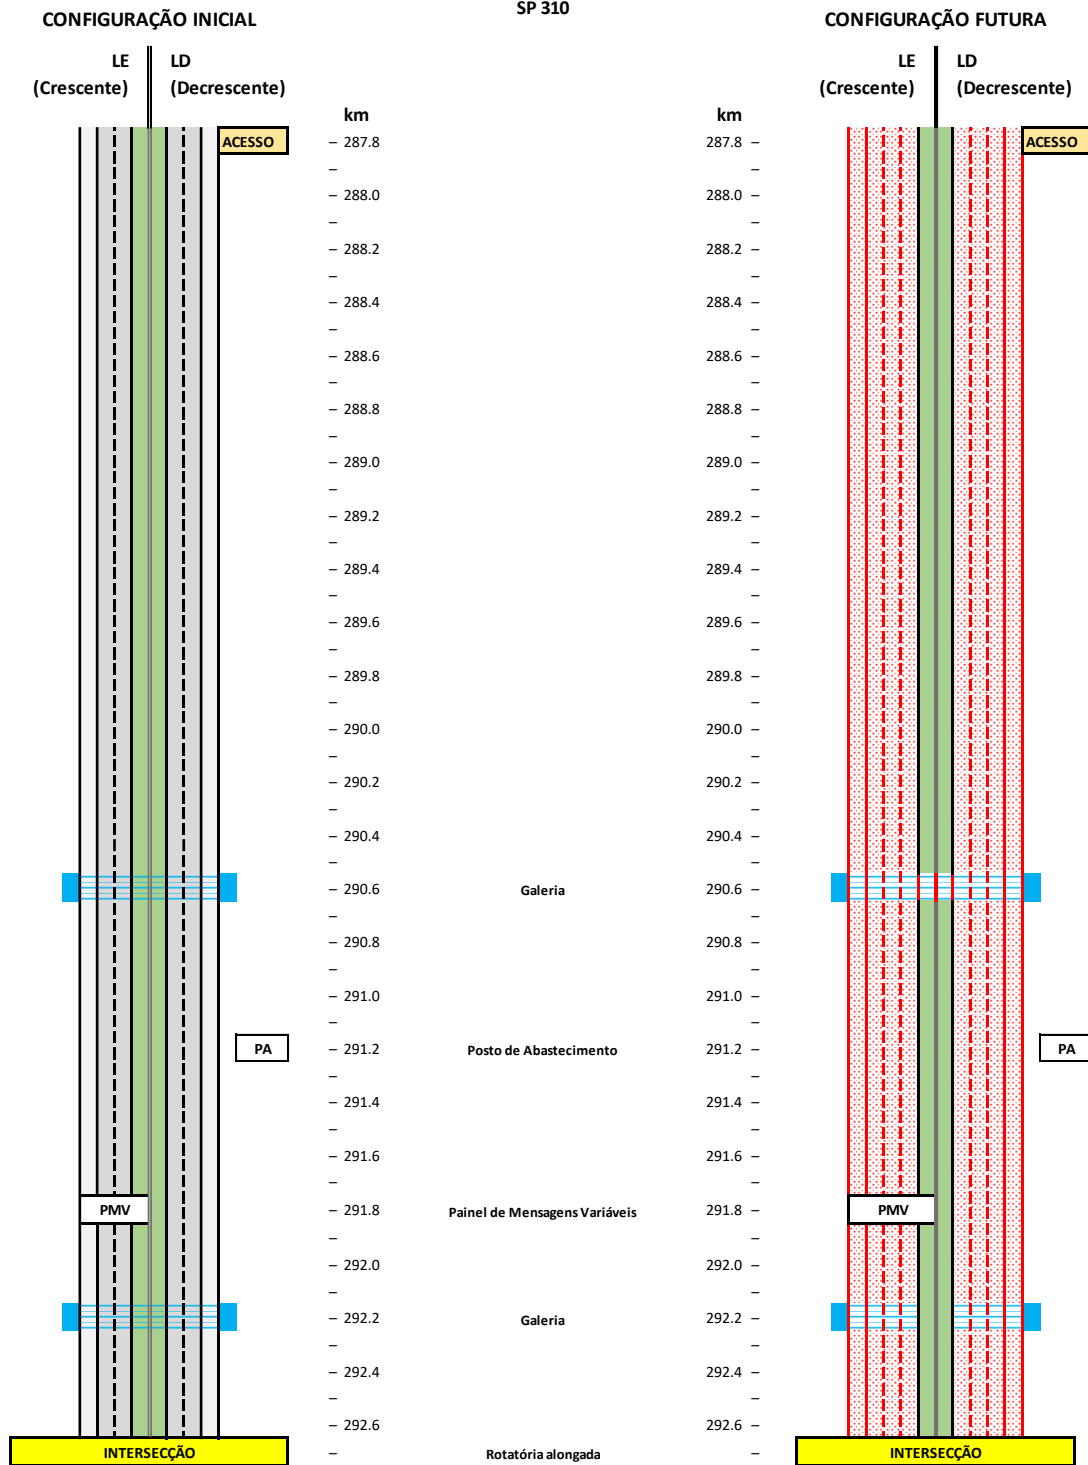 SP 310
CONFIGURAÇÃO INICIAL CONFIGURAÇÃO FUTURA
LE LD LE LD
(Crescente) (Decrescente) (Crescente) (Decrescente)
km km
ACESSO – 287.8 287.8 – ACESSO
– –
– 288.0 288.0 –
– –
– 288.2 288.2 –
– –
– 288.4 288.4 –
– –
– 288.6 288.6 –
– –
– 288.8 288.8 –
– –
– 289.0 289.0 –
– –
– 289.2 289.2 –
– –
– 289.4 289.4 –
– –
– 289.6 289.6 –
– –
– 289.8 289.8 –
– –
– 290.0 290.0 –
– –
– 290.2 290.2 –
– –
– 290.4 290.4 –
– –
– 290.6 Galeria 290.6 –
– –
– 290.8 290.8 –
– –
– 291.0 291.0 –
– –
PA – 291.2 Posto de Abastecimento 291.2 – PA
– –
– 291.4 291.4 –
– –
– 291.6 291.6 –
– –
PMV – 291.8 Painel de Mensagens Variáveis 291.8 – PMV
– –
– 292.0 292.0 –
– –
– 292.2 Galeria 292.2 –
– –
– 292.4 292.4 –
– –
– 292.6 292.6 –
INTERSECÇÃO – Rotatória alongada – INTERSECÇÃO